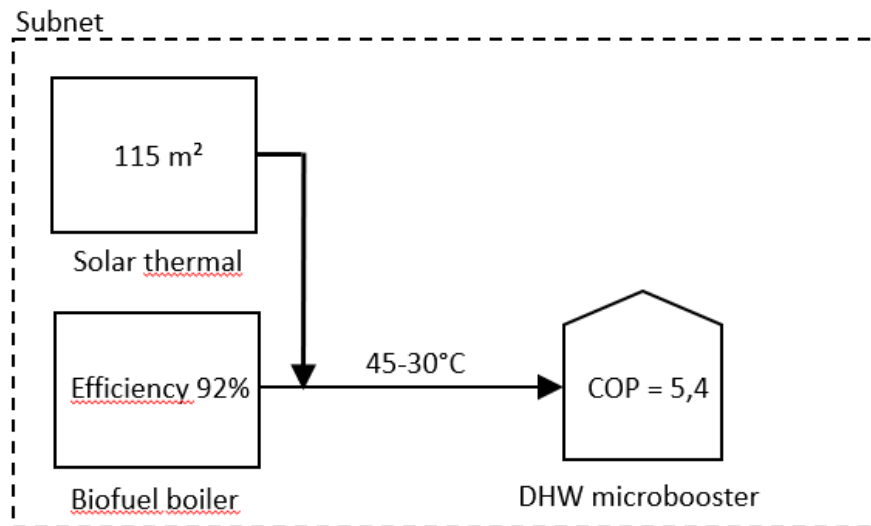 Subnet
115 m²
Solar thermal
Efficiency 92%
45-30°C
COP = 5,4
Biofuel boiler
DHW microbooster